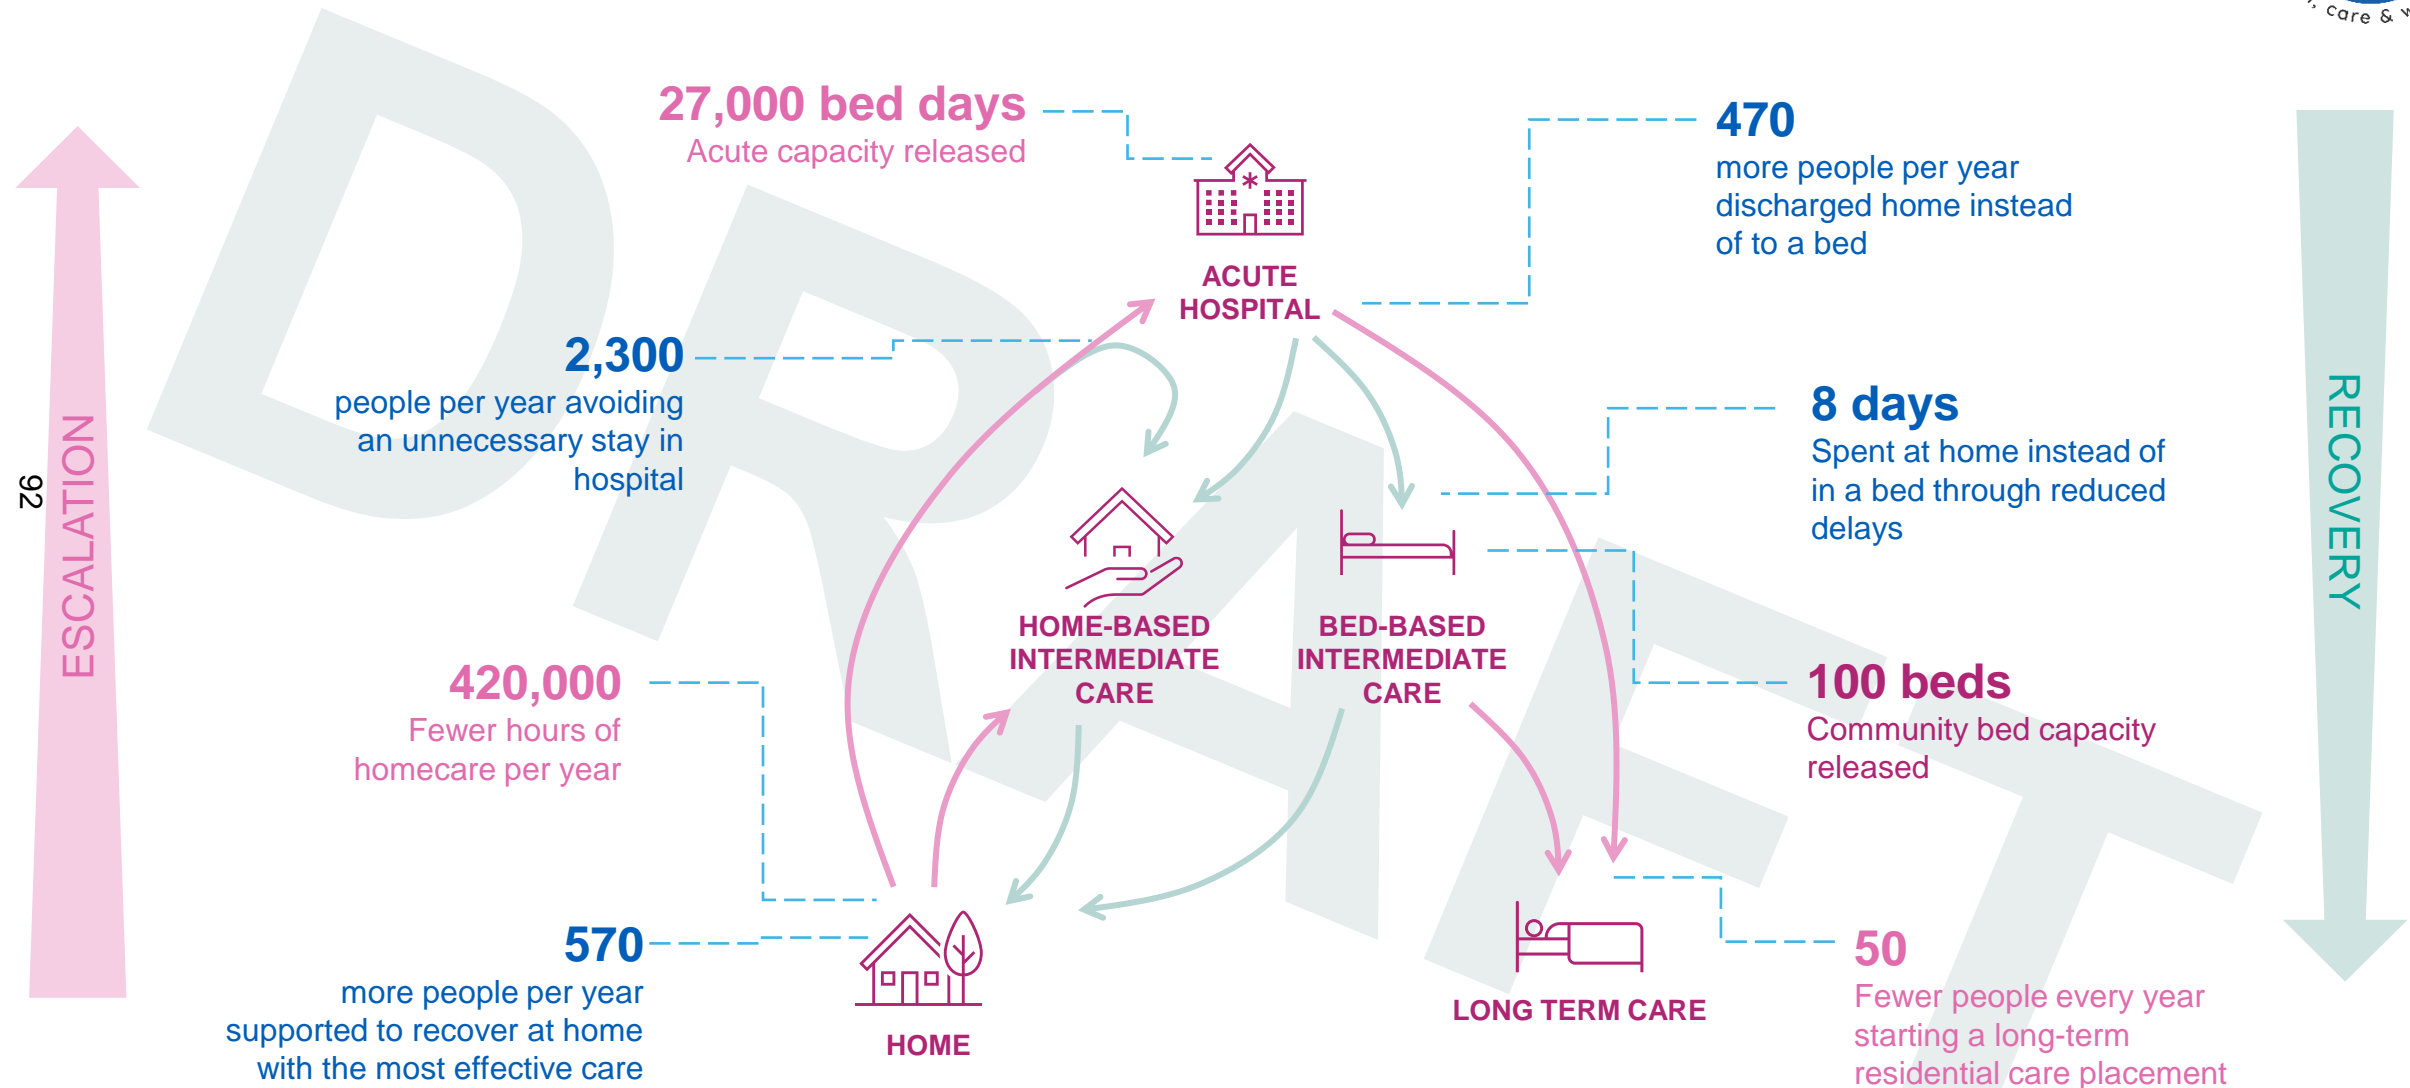 care &
27,000 bed days
Acute capacity released
470
more people per year
discharged home instead
of to a bed
ACUTE
HOSPITAL
2,300
people per year avoiding
an unnecessary stay in
hospital
8 days
Spent at home instead of
in a bed through reduced
delays
ESCALATION
92
RECOVERY
HOME-BASED
INTERMEDIATE
CARE
BED-BASED
INTERMEDIATE
CARE
420,000
Fewer hours of
homecare per year
100 beds
Community bed capacity
released
570
more people per year
supported to recover at home
with the most effective care
HOME
LONG TERM CARE
50
Fewer people every year
starting a long-term
residential care placement
DRAFT